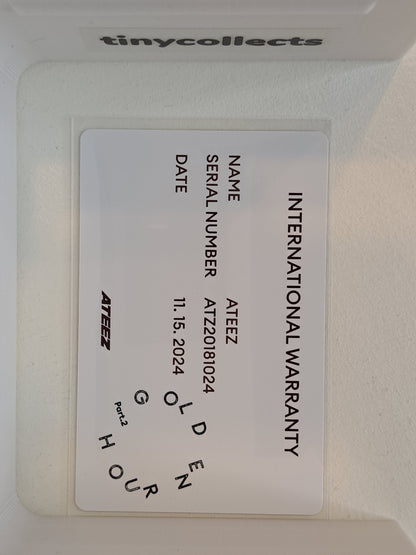 tinycollects
INTERNATIONAL WARRANTY
NAME ATEEZ
SERIAL NUMBER ATZ20181024
DATE 11. 15. 2024
ATEEZ
GOLDEN
HOUR
Part.2